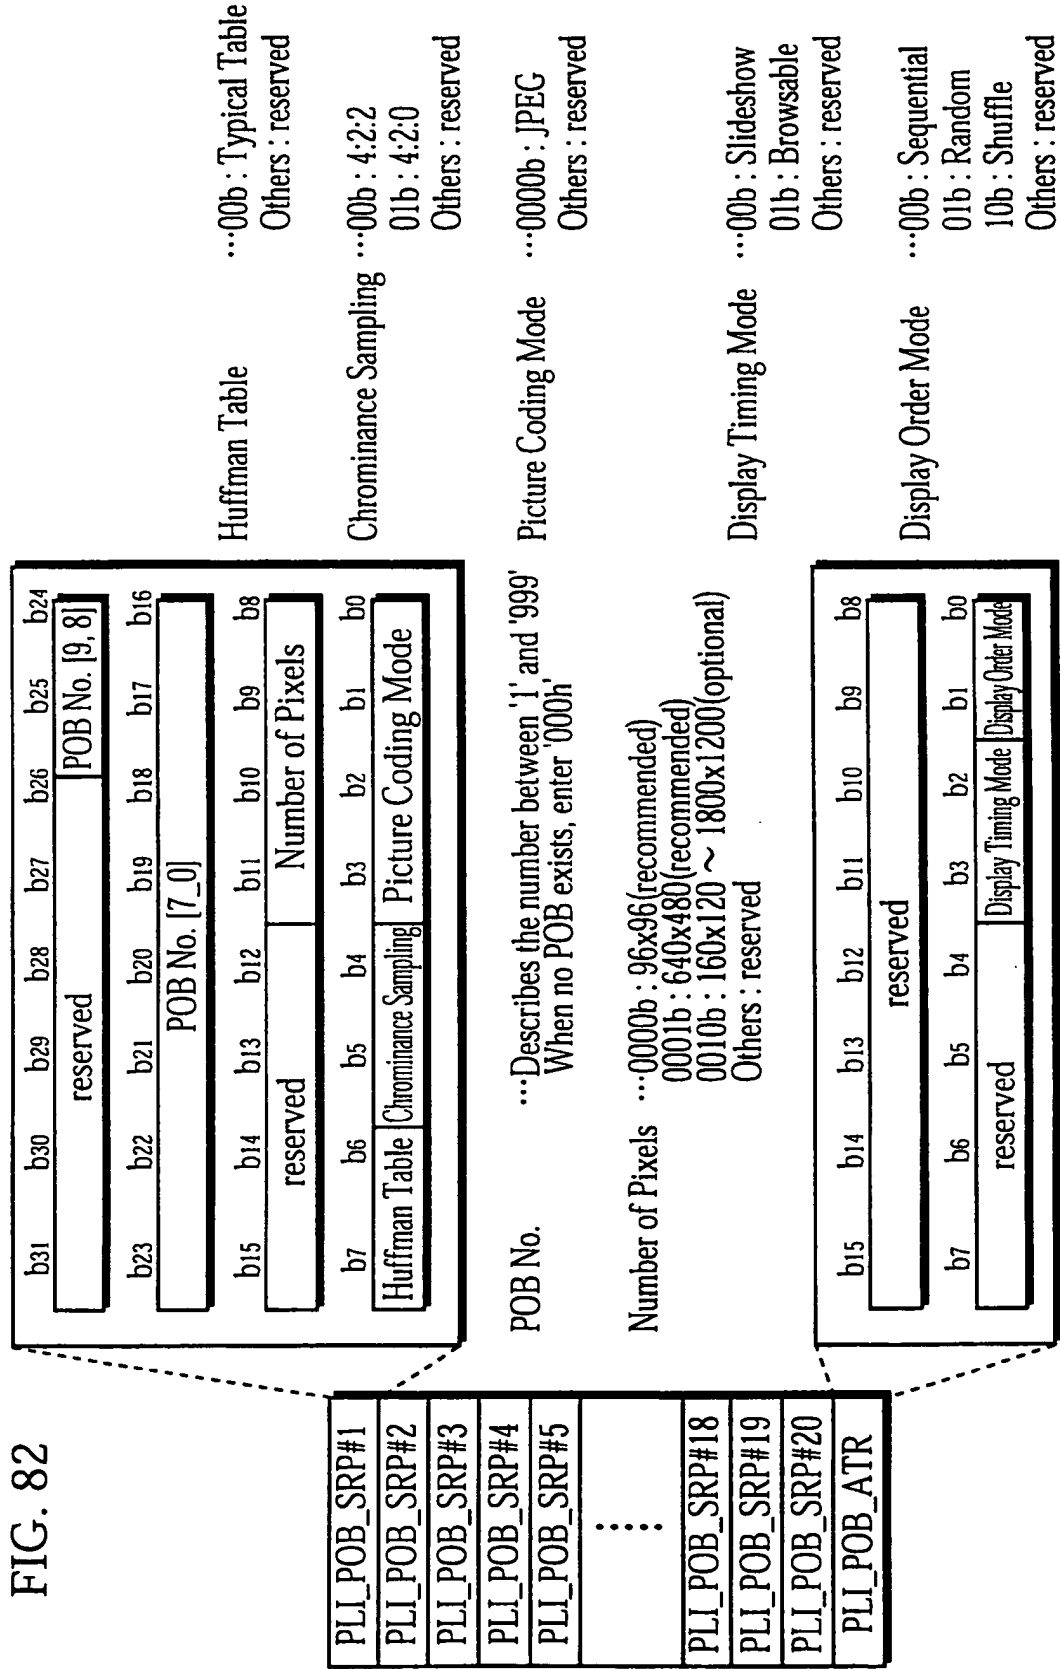 FIG. 82
PLI_POB_SRP#1
PLI_POB_SRP#2
PLI_POB_SRP#3
PLI_POB_SRP#4
PLI_POB_SRP#5
......
PLI_POB_SRP#18
PLI_POB_SRP#19
PLI_POB_SRP#20
PLI_POB_ATR
b31 b30 b29 b28 b27 b26 b25 b24
reserved POB No. [9, 8]
b23 b22 b21 b20 b19 b18 b17 b16
POB No. [7_0]
b15 b14 b13 b12 b11 b10 b9 b8
reserved Number of Pixels
b7 b6 b5 b4 b3 b2 b1 b0
Huffman Table Chrominance Sampling Picture Coding Mode
POB No. ···Describes the number between '1' and '999'
When no POB exists, enter '000h'
Number of Pixels ···0000b : 96x96(recommended)
0001b : 640x480(recommended)
0010b : 160x120 ~ 1800x1200(optional)
Others : reserved
b15 b14 b13 b12 b11 b10 b9 b8
reserved
b7 b6 b5 b4 b3 b2 b1 b0
reserved Display Timing Mode Display Order Mode
Huffman Table ···00b : Typical Table
Others : reserved
Chrominance Sampling ···00b : 4:2:2
01b : 4:2:0
Others : reserved
Picture Coding Mode ···0000b : JPEG
Others : reserved
Display Timing Mode ···00b : Slideshow
01b : Browsable
Others : reserved
Display Order Mode ···00b : Sequential
01b : Random
10b : Shuffle
Others : reserved